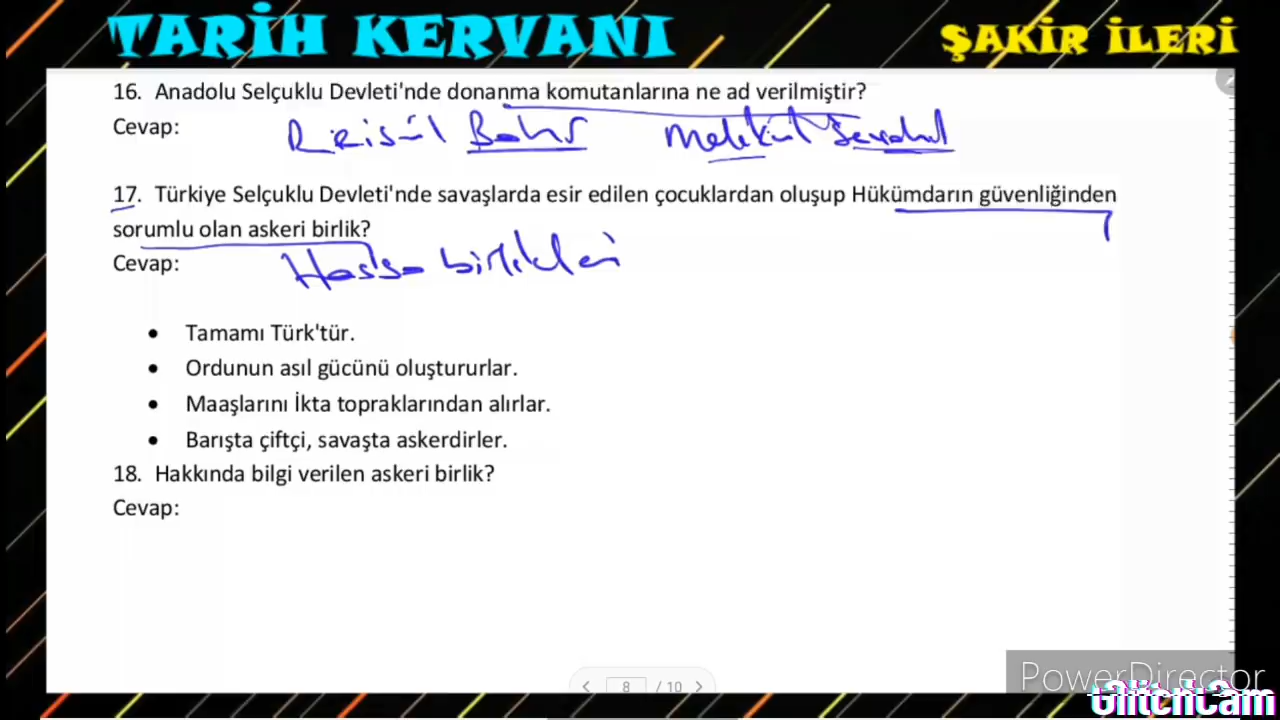 TARİH KERVANI
ŞAKİR İLERİ
16. Anadolu Selçuklu Devleti'nde donanma komutanlarına ne ad verilmiştir?
Cevap: Reisül Bahr Melikül Sevahil
17. Türkiye Selçuklu Devleti'nde savaşlarda esir edilen çocuklardan oluşup Hükümdarın güvenliğinden
sorumlu olan askeri birlik?
Cevap: Hassa birlikleri
• Tamamı Türk'tür.
• Ordunun asıl gücünü oluştururlar.
• Maaşlarını İkta topraklarından alırlar.
• Barışta çiftçi, savaşta askerdirler.
18. Hakkında bilgi verilen askeri birlik?
Cevap:
8 / 10
PowerDirector
GlitchCam